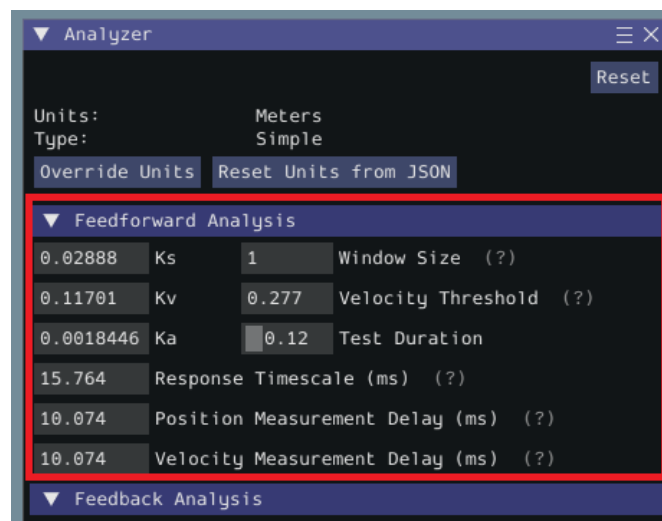 ▼ Analyzer
Reset
Units: Meters
Type: Simple
Override Units Reset Units from JSON
▼ Feedforward Analysis
0.02888 Ks 1 Window Size (?)
0.11701 Kv 0.277 Velocity Threshold (?)
0.0018446 Ka 0.12 Test Duration
15.764 Response Timescale (ms) (?)
10.074 Position Measurement Delay (ms) (?)
10.074 Velocity Measurement Delay (ms) (?)
▼ Feedback Analysis